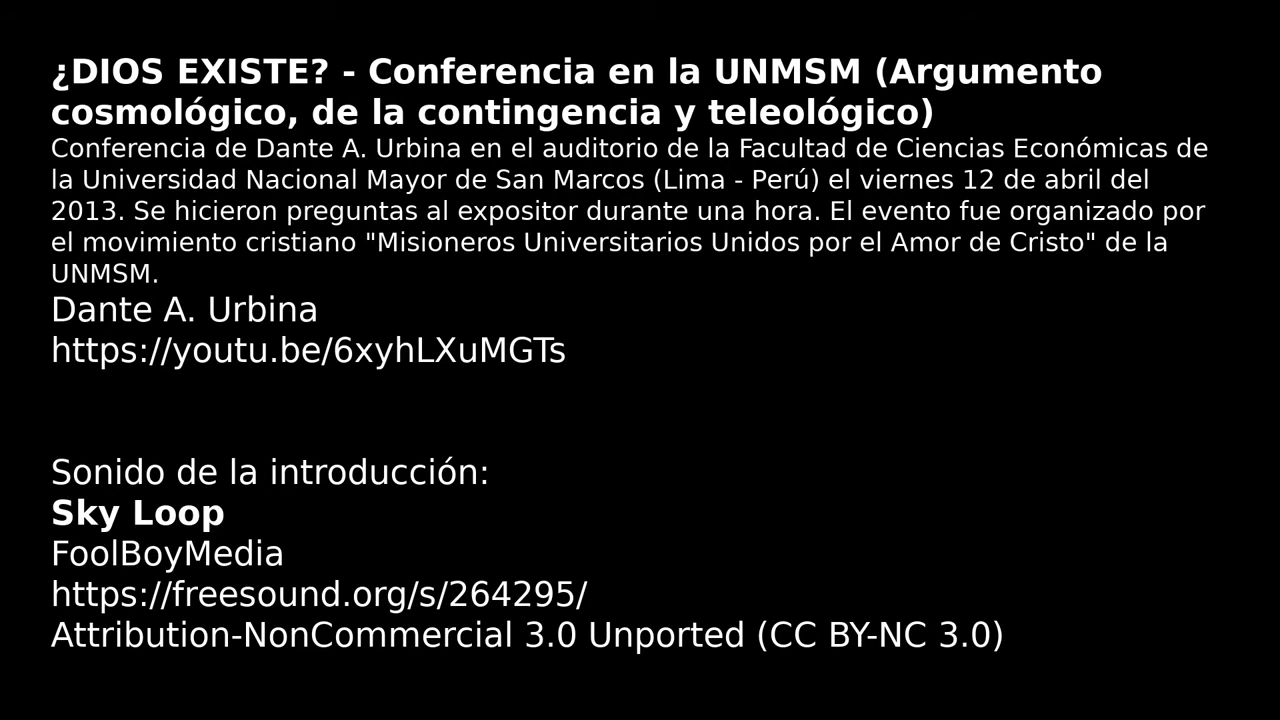 ¿DIOS EXISTE? - Conferencia en la UNMSM (Argumento
cosmológico, de la contingencia y teleológico)
Conferencia de Dante A. Urbina en el auditorio de la Facultad de Ciencias Económicas de
la Universidad Nacional Mayor de San Marcos (Lima - Perú) el viernes 12 de abril del
2013. Se hicieron preguntas al expositor durante una hora. El evento fue organizado por
el movimiento cristiano "Misioneros Universitarios Unidos por el Amor de Cristo" de la
UNMSM.
Dante A. Urbina
https://youtu.be/6xyhLXuMGTs
Sonido de la introducción:
Sky Loop
FoolBoyMedia
https://freesound.org/s/264295/
Attribution-NonCommercial 3.0 Unported (CC BY-NC 3.0)